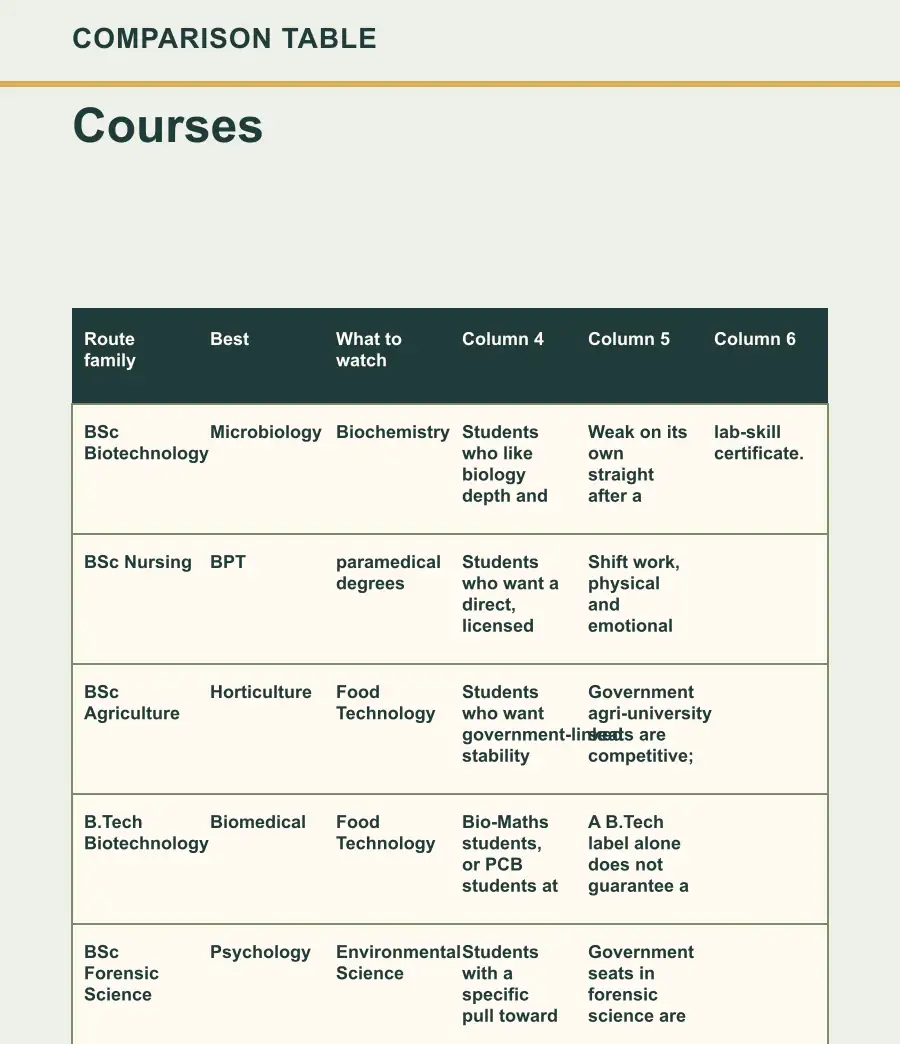 COMPARISON TABLE
Courses
Route family
Best
What to watch
Column 4
Column 5
Column 6
BSc Biotechnology
Microbiology
Biochemistry
Students who like biology depth and
Weak on its own straight after a
lab-skill certificate.
BSc Nursing
BPT
paramedical degrees
Students who want a direct, licensed
Shift work, physical and emotional
BSc Agriculture
Horticulture
Food Technology
Students who want government-linked stability
Government agri-university seats are competitive;
B.Tech Biotechnology
Biomedical
Food Technology
Bio-Maths students, or PCB students at
A B.Tech label alone does not guarantee a
BSc Forensic Science
Psychology
Environmental Science
Students with a specific pull toward
Government seats in forensic science are